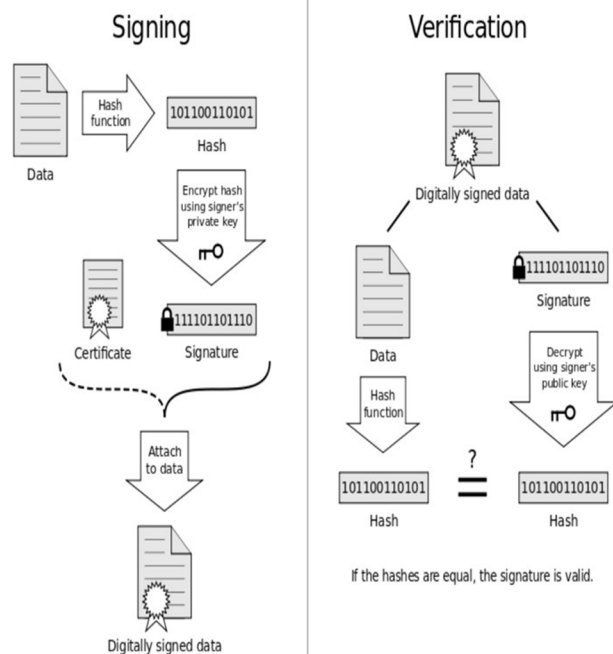 Signing
Data
Hash
function
101100110101
Hash
Encrypt hash
using signer's
private key
Certificate
111101101110
Signature
Attach
to data
Digitally signed data
Verification
Digitally signed data
Data
111101101110
Signature
Hash
function
Decrypt
using signer's
public key
?
101100110101
Hash
=
101100110101
Hash
If the hashes are equal, the signature is valid.